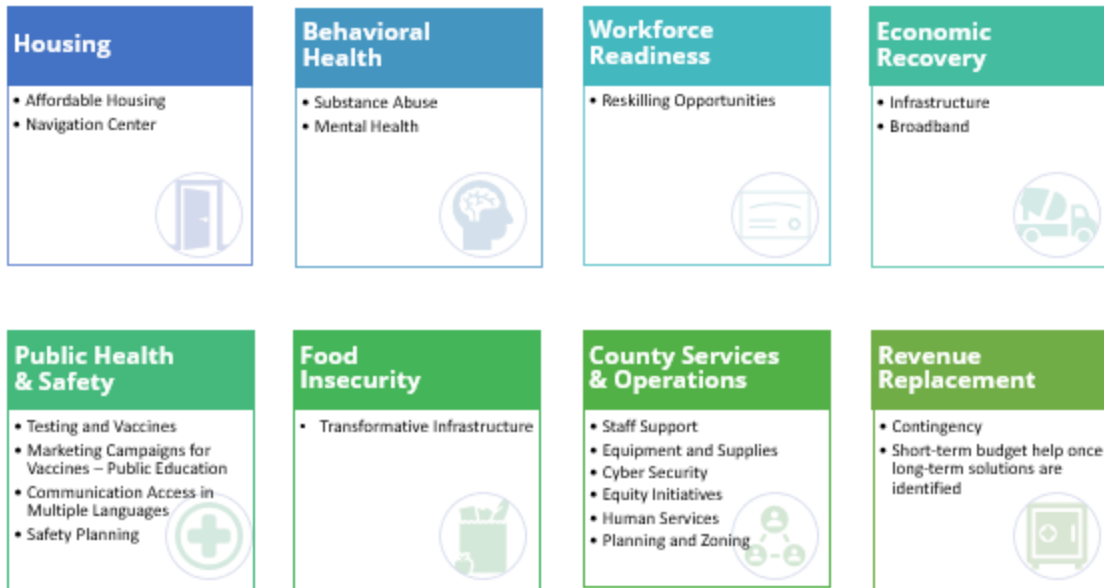 Housing
• Affordable Housing
• Navigation Center
Behavioral
Health
• Substance Abuse
• Mental Health
Workforce
Readiness
• Reskilling Opportunities
Economic
Recovery
• Infrastructure
• Broadband
Public Health
& Safety
• Testing and Vaccines
• Marketing Campaigns for
Vaccines – Public Education
• Communication Access in
Multiple Languages
• Safety Planning
Food
Insecurity
• Transformative Infrastructure
County Services
& Operations
• Staff Support
• Equipment and Supplies
• Cyber Security
• Equity Initiatives
• Human Services
• Planning and Zoning
Revenue
Replacement
• Contingency
• Short-term budget help once
long-term solutions are
identified